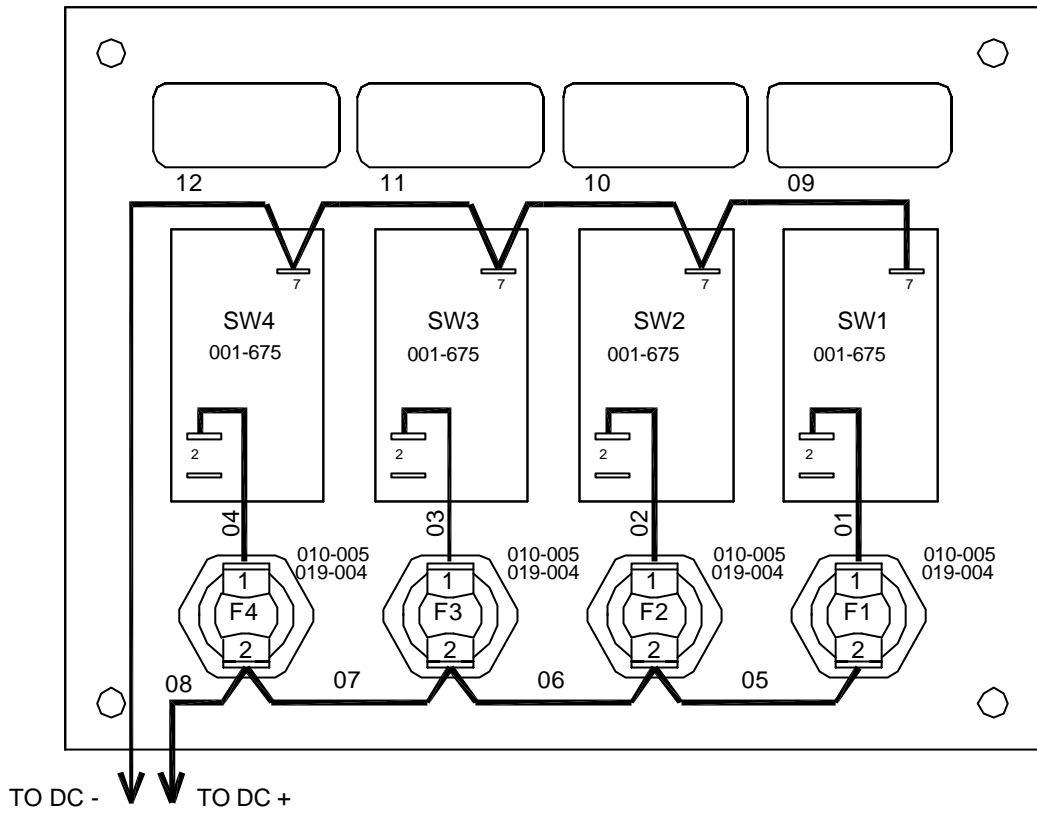 12 11 10 09
7 7 7 7
SW4 SW3 SW2 SW1
001-675 001-675 001-675 001-675
2 2 2 2
04 03 02 01
010-005 010-005 010-005 010-005
019-004 019-004 019-004 019-004
1 1 1 1
F4 F3 F2 F1
2 2 2 2
08 07 06 05
TO DC - TO DC +